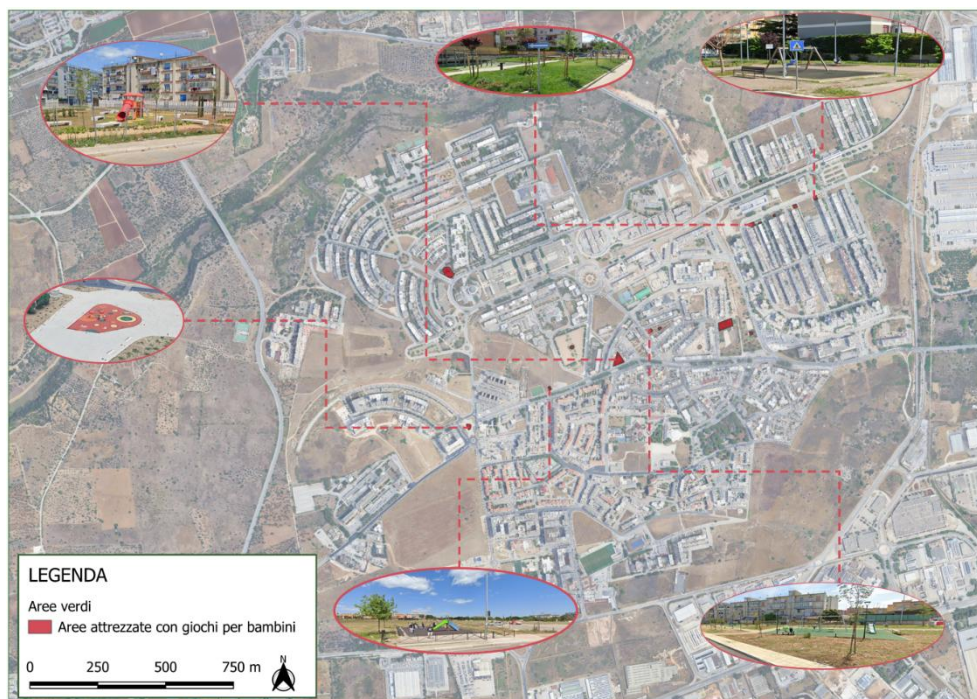 LEGENDA
Aree verdi
Aree attrezzate con giochi per bambini
0 250 500 750 m
N